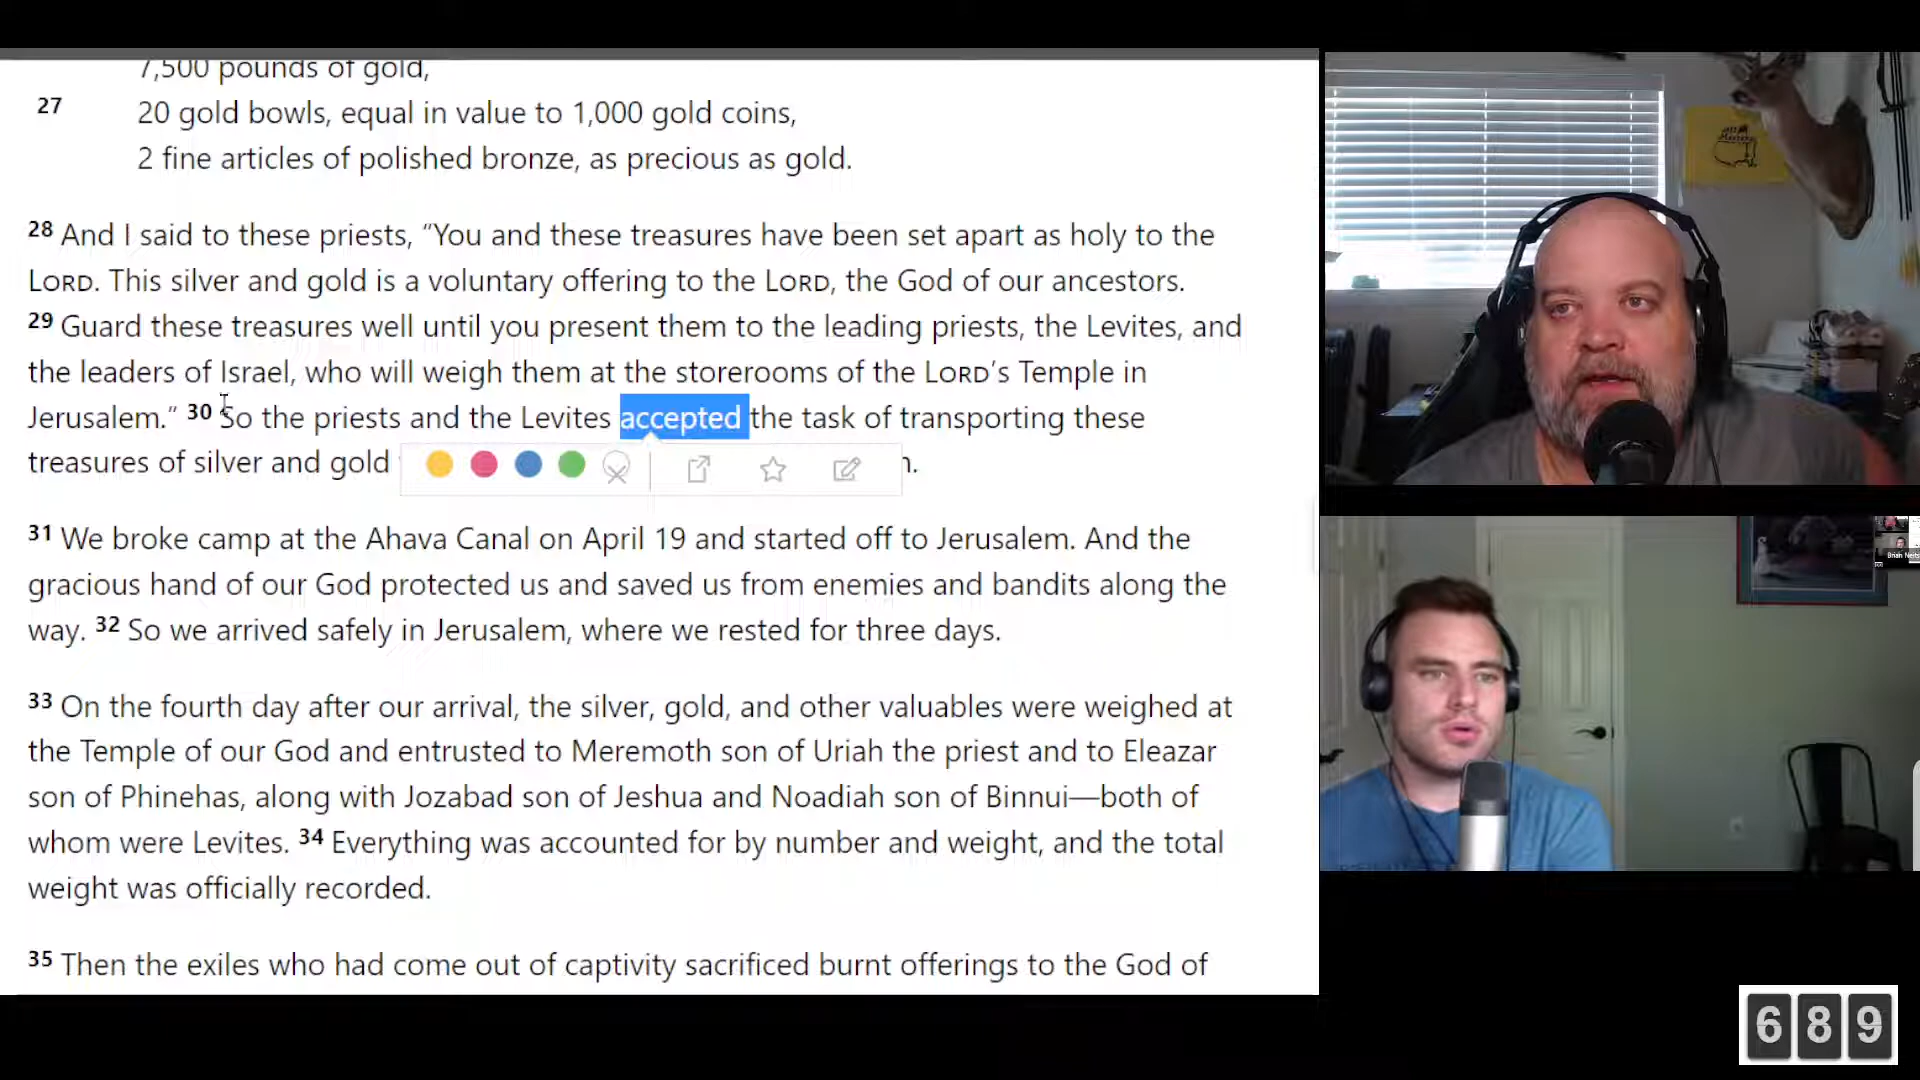 7,500 pounds of gold,
27 20 gold bowls, equal in value to 1,000 gold coins,
2 fine articles of polished bronze, as precious as gold.
28 And I said to these priests, “You and these treasures have been set apart as holy to the
LORD. This silver and gold is a voluntary offering to the LORD, the God of our ancestors.
29 Guard these treasures well until you present them to the leading priests, the Levites, and
the leaders of Israel, who will weigh them at the storerooms of the LORD’s Temple in
Jerusalem.” 30 So the priests and the Levites accepted the task of transporting these
treasures of silver and gold
31 We broke camp at the Ahava Canal on April 19 and started off to Jerusalem. And the
gracious hand of our God protected us and saved us from enemies and bandits along the
way. 32 So we arrived safely in Jerusalem, where we rested for three days.
33 On the fourth day after our arrival, the silver, gold, and other valuables were weighed at
the Temple of our God and entrusted to Meremoth son of Uriah the priest and to Eleazar
son of Phinehas, along with Jozabad son of Jeshua and Noadiah son of Binnui—both of
whom were Levites. 34 Everything was accounted for by number and weight, and the total
weight was officially recorded.
35 Then the exiles who had come out of captivity sacrificed burnt offerings to the God of
Masters
Brian
689